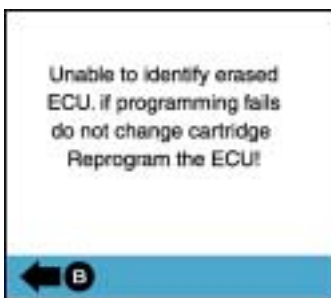 Unable to identify erased
ECU. if programming fails
do not change cartridge
Reprogram the ECU!
B